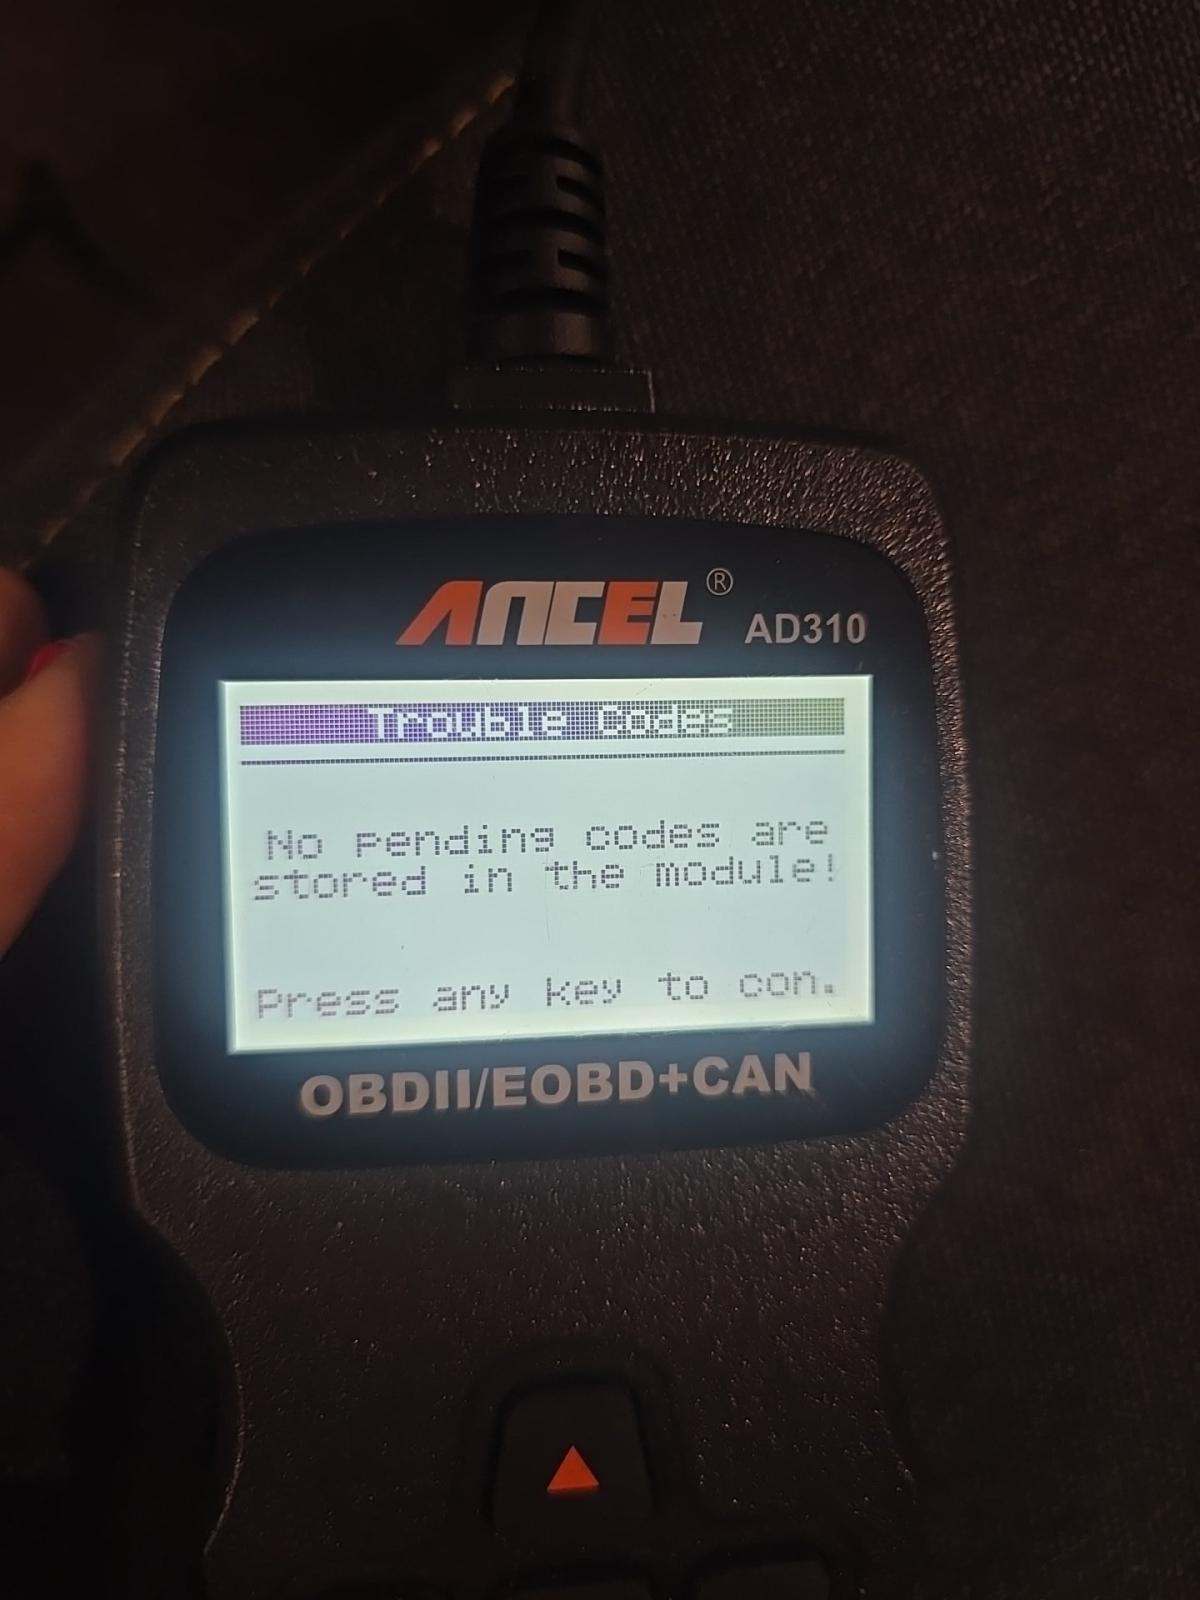 ANCEL®
AD310
Trouble Codes
No pending codes are
stored in the module!
Press any key to con.
OBDII/EOBD+CAN